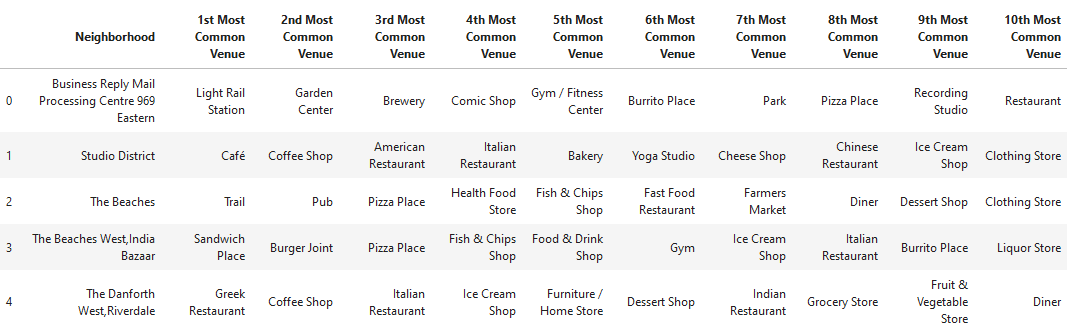 Neighborhood 1st Most Common Venue 2nd Most Common Venue 3rd Most Common Venue 4th Most Common Venue 5th Most Common Venue 6th Most Common Venue 7th Most Common Venue 8th Most Common Venue 9th Most Common Venue 10th Most Common Venue
0 Business Reply Mail Processing Centre 969 Eastern Light Rail Station Garden Center Brewery Comic Shop Gym / Fitness Center Burrito Place Park Pizza Place Recording Studio Restaurant
1 Studio District Café Coffee Shop American Restaurant Italian Restaurant Bakery Yoga Studio Cheese Shop Chinese Restaurant Ice Cream Shop Clothing Store
2 The Beaches Trail Pub Pizza Place Health Food Store Fish & Chips Shop Fast Food Restaurant Farmers Market Diner Dessert Shop Clothing Store
3 The Beaches West,India Bazaar Sandwich Place Burger Joint Pizza Place Fish & Chips Shop Food & Drink Shop Gym Ice Cream Shop Italian Restaurant Burrito Place Liquor Store
4 The Danforth West,Riverdale Greek Restaurant Coffee Shop Italian Restaurant Ice Cream Shop Furniture / Home Store Dessert Shop Indian Restaurant Grocery Store Fruit & Vegetable Store Diner